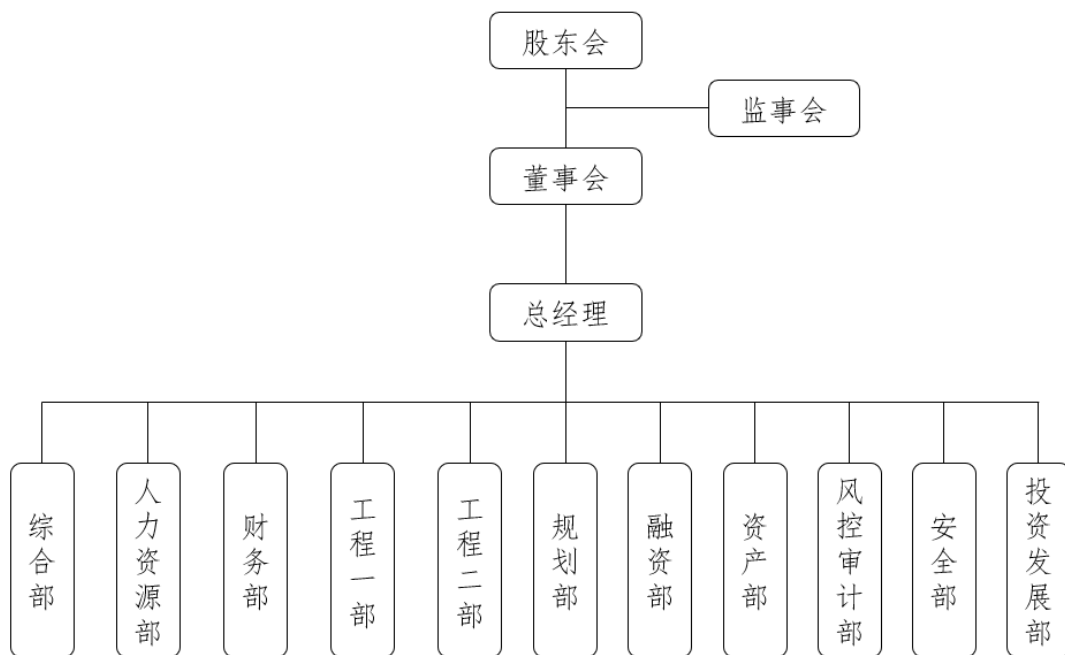 股东会
监事会
董事会
总经理
综合部
人力资源部
财务部
工程一部
工程二部
规划部
融资部
资产部
风控审计部
安全部
投资发展部